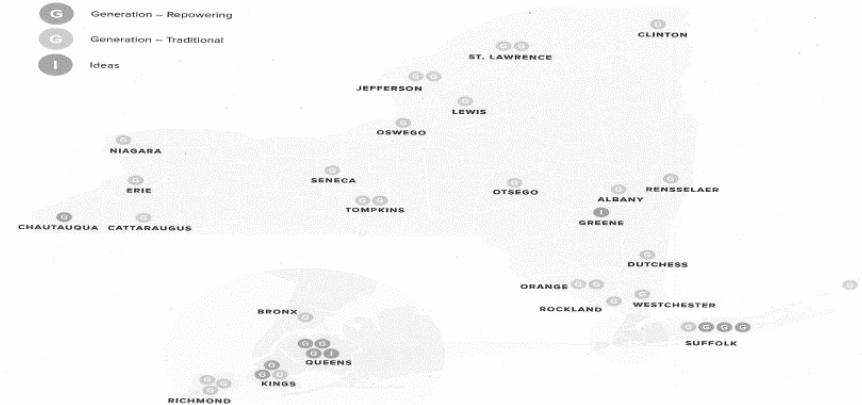 G Generation – Repowering
G Generation – Traditional
I Ideas
G
CLINTON
G G
ST. LAWRENCE
G G
JEFFERSON
G
LEWIS
G
OSWEGO
G
NIAGARA
G
ERIE
G
SENECA
G G
TOMPKINS
G
OTSEGO
G
ALBANY
G
RENSSELAER
I
GREENE
G
CHAUTAUQUA
G
CATTARAUGUS
G
DUTCHESS
ORANGE G G
G
ROCKLAND
G
WESTCHESTER
G
G G G G
SUFFOLK
BRONX
G
G G
G I
QUEENS
G
G G
KINGS
G G
G
RICHMOND